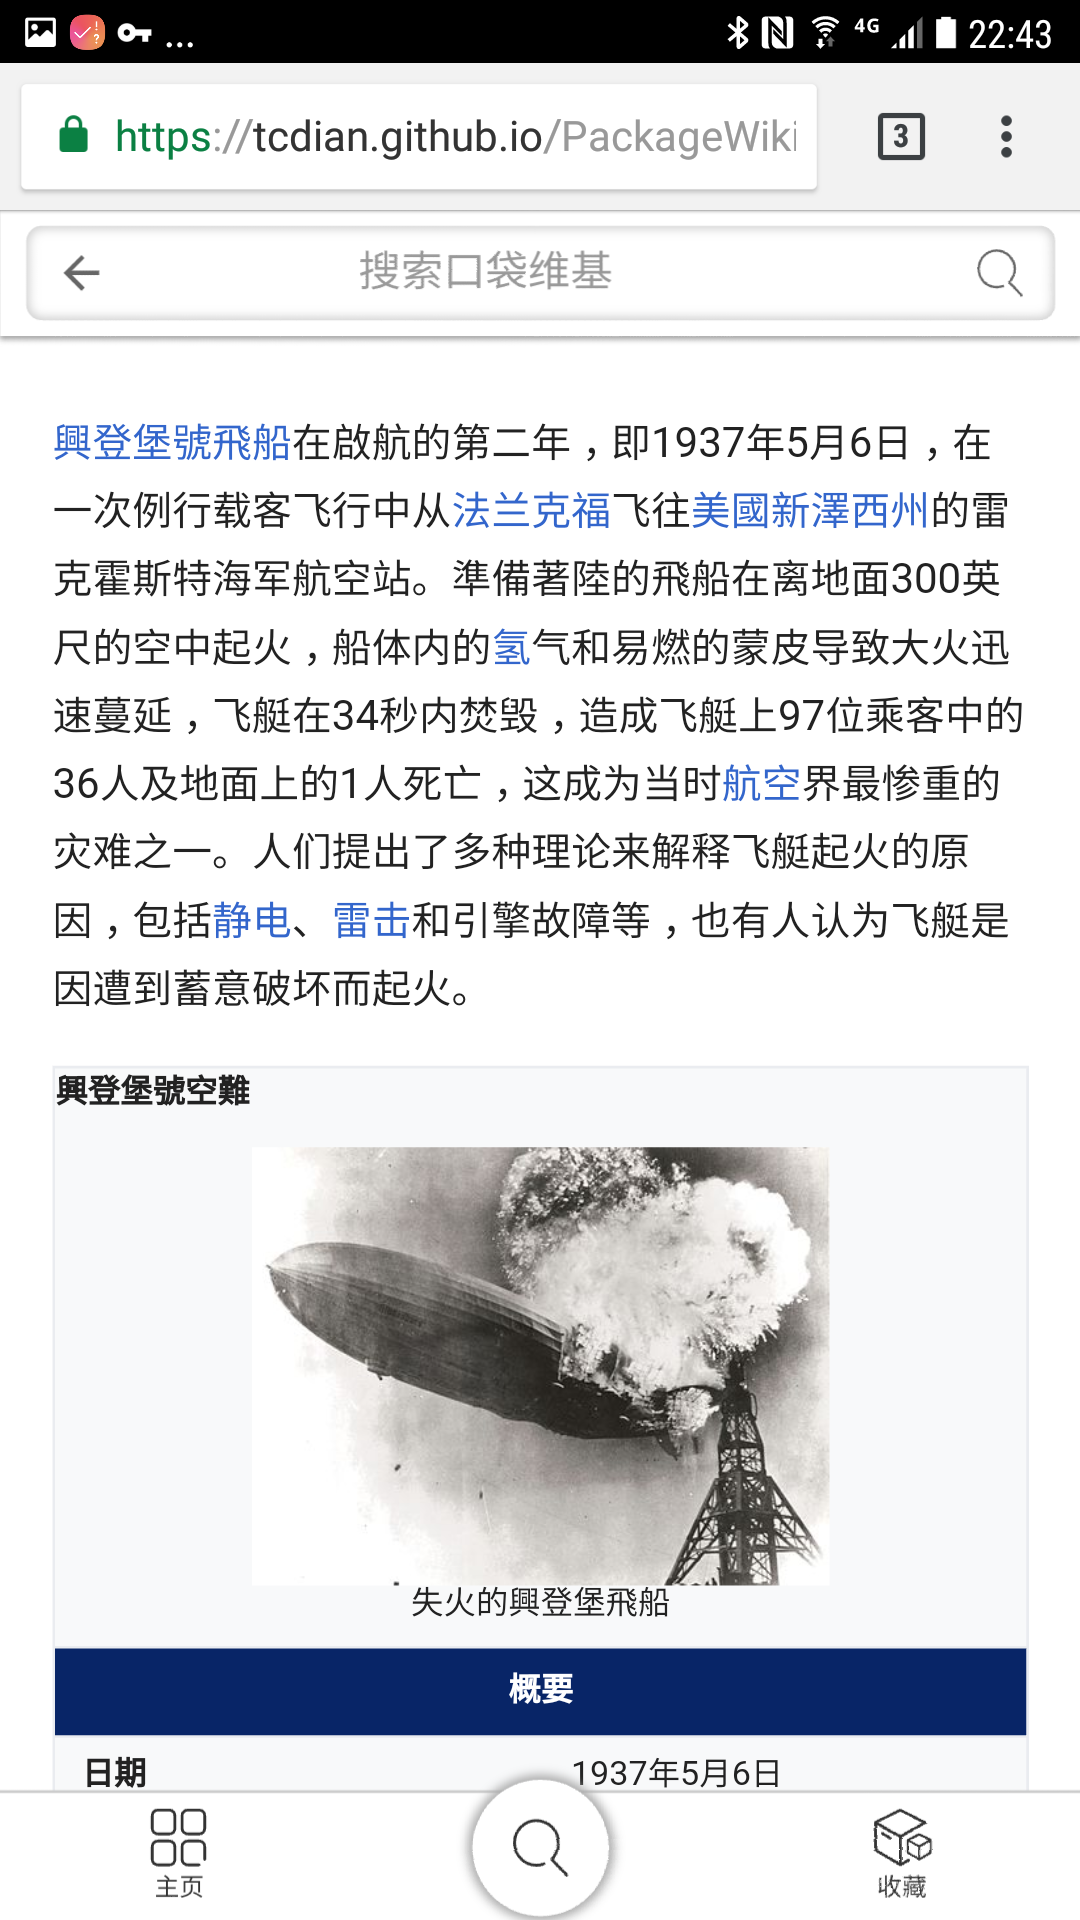 4G 22:43
https://tcdian.github.io/PackageWiki
3
搜索口袋维基
興登堡號飛船在啟航的第二年，即1937年5月6日，在
一次例行载客飞行中从法兰克福飞往美國新澤西州的雷
克霍斯特海军航空站。準備著陸的飛船在离地面300英
尺的空中起火，船体内的氢气和易燃的蒙皮导致大火迅
速蔓延，飞艇在34秒内焚毁，造成飞艇上97位乘客中的
36人及地面上的1人死亡，这成为当时航空界最惨重的
灾难之一。人们提出了多种理论来解释飞艇起火的原
因，包括静电、雷击和引擎故障等，也有人认为飞艇是
因遭到蓄意破坏而起火。
興登堡號空難
失火的興登堡飛船
概要
日期 1937年5月6日
主页 收藏